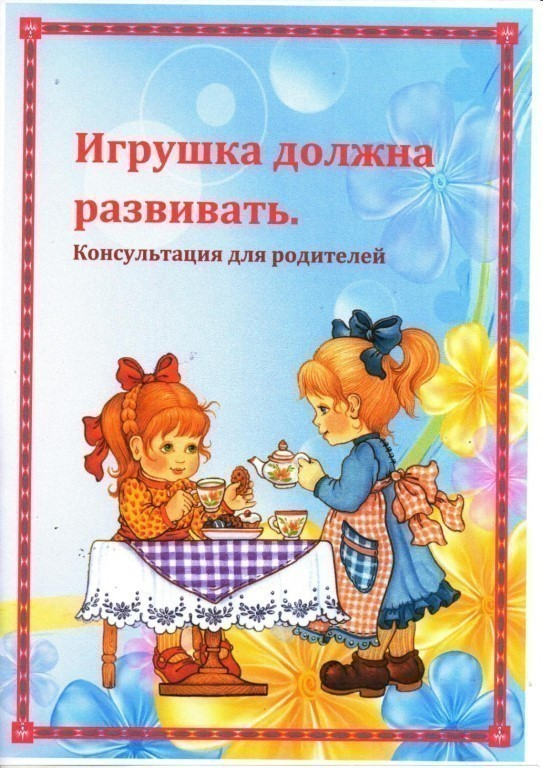 Игрушка должна
развивать.
Консультация для родителей